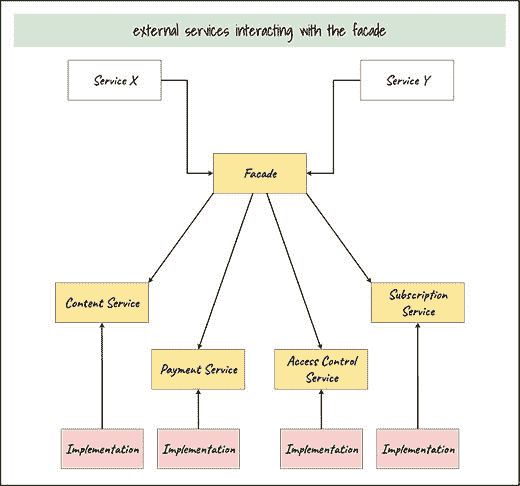 external services interacting with the facade
Service X
Service Y
Facade
Content Service
Subscription
Service
Payment Service
Access Control
Service
Implementation
Implementation
Implementation
Implementation